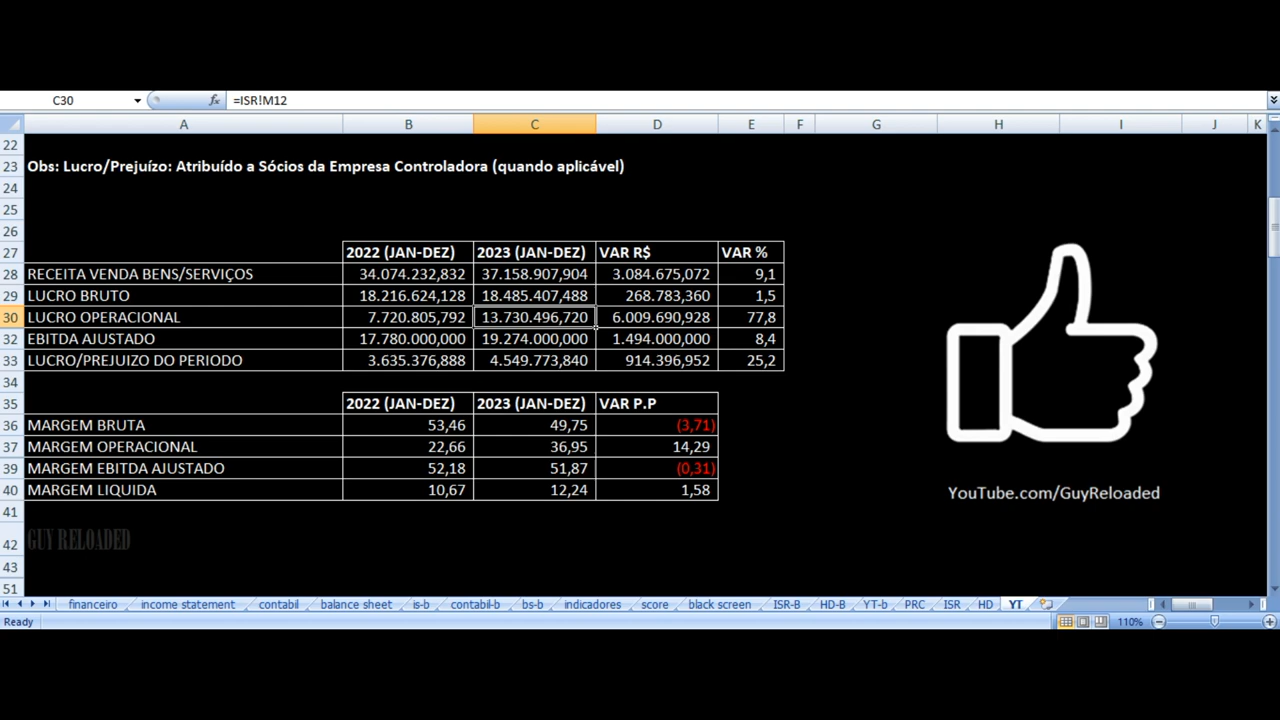 C30 fx =ISR!M12
A B C D E F G H I J K
22
23 Obs: Lucro/Prejuízo: Atribuído a Sócios da Empresa Controladora (quando aplicável)
24
25
26
27 2022 (JAN-DEZ) 2023 (JAN-DEZ) VAR R$ VAR %
28 RECEITA VENDA BENS/SERVIÇOS 34.074.232,832 37.158.907,904 3.084.675,072 9,1
29 LUCRO BRUTO 18.216.624,128 18.485.407,488 268.783,360 1,5
30 LUCRO OPERACIONAL 7.720.805,792 13.730.496,720 6.009.690,928 77,8
32 EBITDA AJUSTADO 17.780.000,000 19.274.000,000 1.494.000,000 8,4
33 LUCRO/PREJUIZO DO PERIODO 3.635.376,888 4.549.773,840 914.396,952 25,2
34
35 2022 (JAN-DEZ) 2023 (JAN-DEZ) VAR P.P
36 MARGEM BRUTA 53,46 49,75 (3,71)
37 MARGEM OPERACIONAL 22,66 36,95 14,29
39 MARGEM EBITDA AJUSTADO 52,18 51,87 (0,31)
40 MARGEM LIQUIDA 10,67 12,24 1,58
YouTube.com/GuyReloaded
41
42 GUY RELOADED
43
51
financeiro income statement contabil balance sheet is-b contabil-b bs-b indicadores score black screen ISR-B HD-B YT-b PRC ISR HD YT
Ready 110%